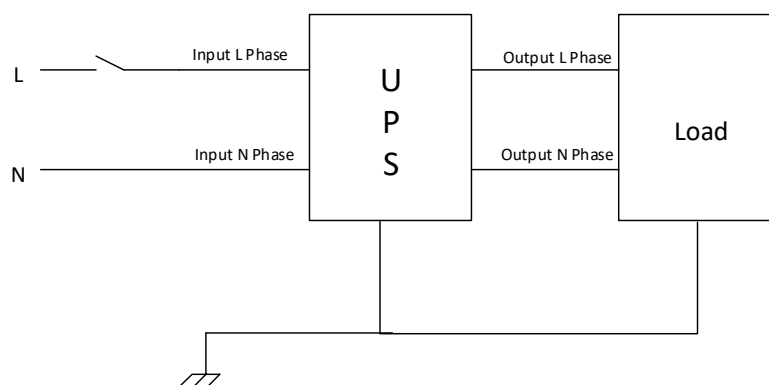 L
Input L Phase
U
P
S
Output L Phase
Load
N
Input N Phase
Output N Phase